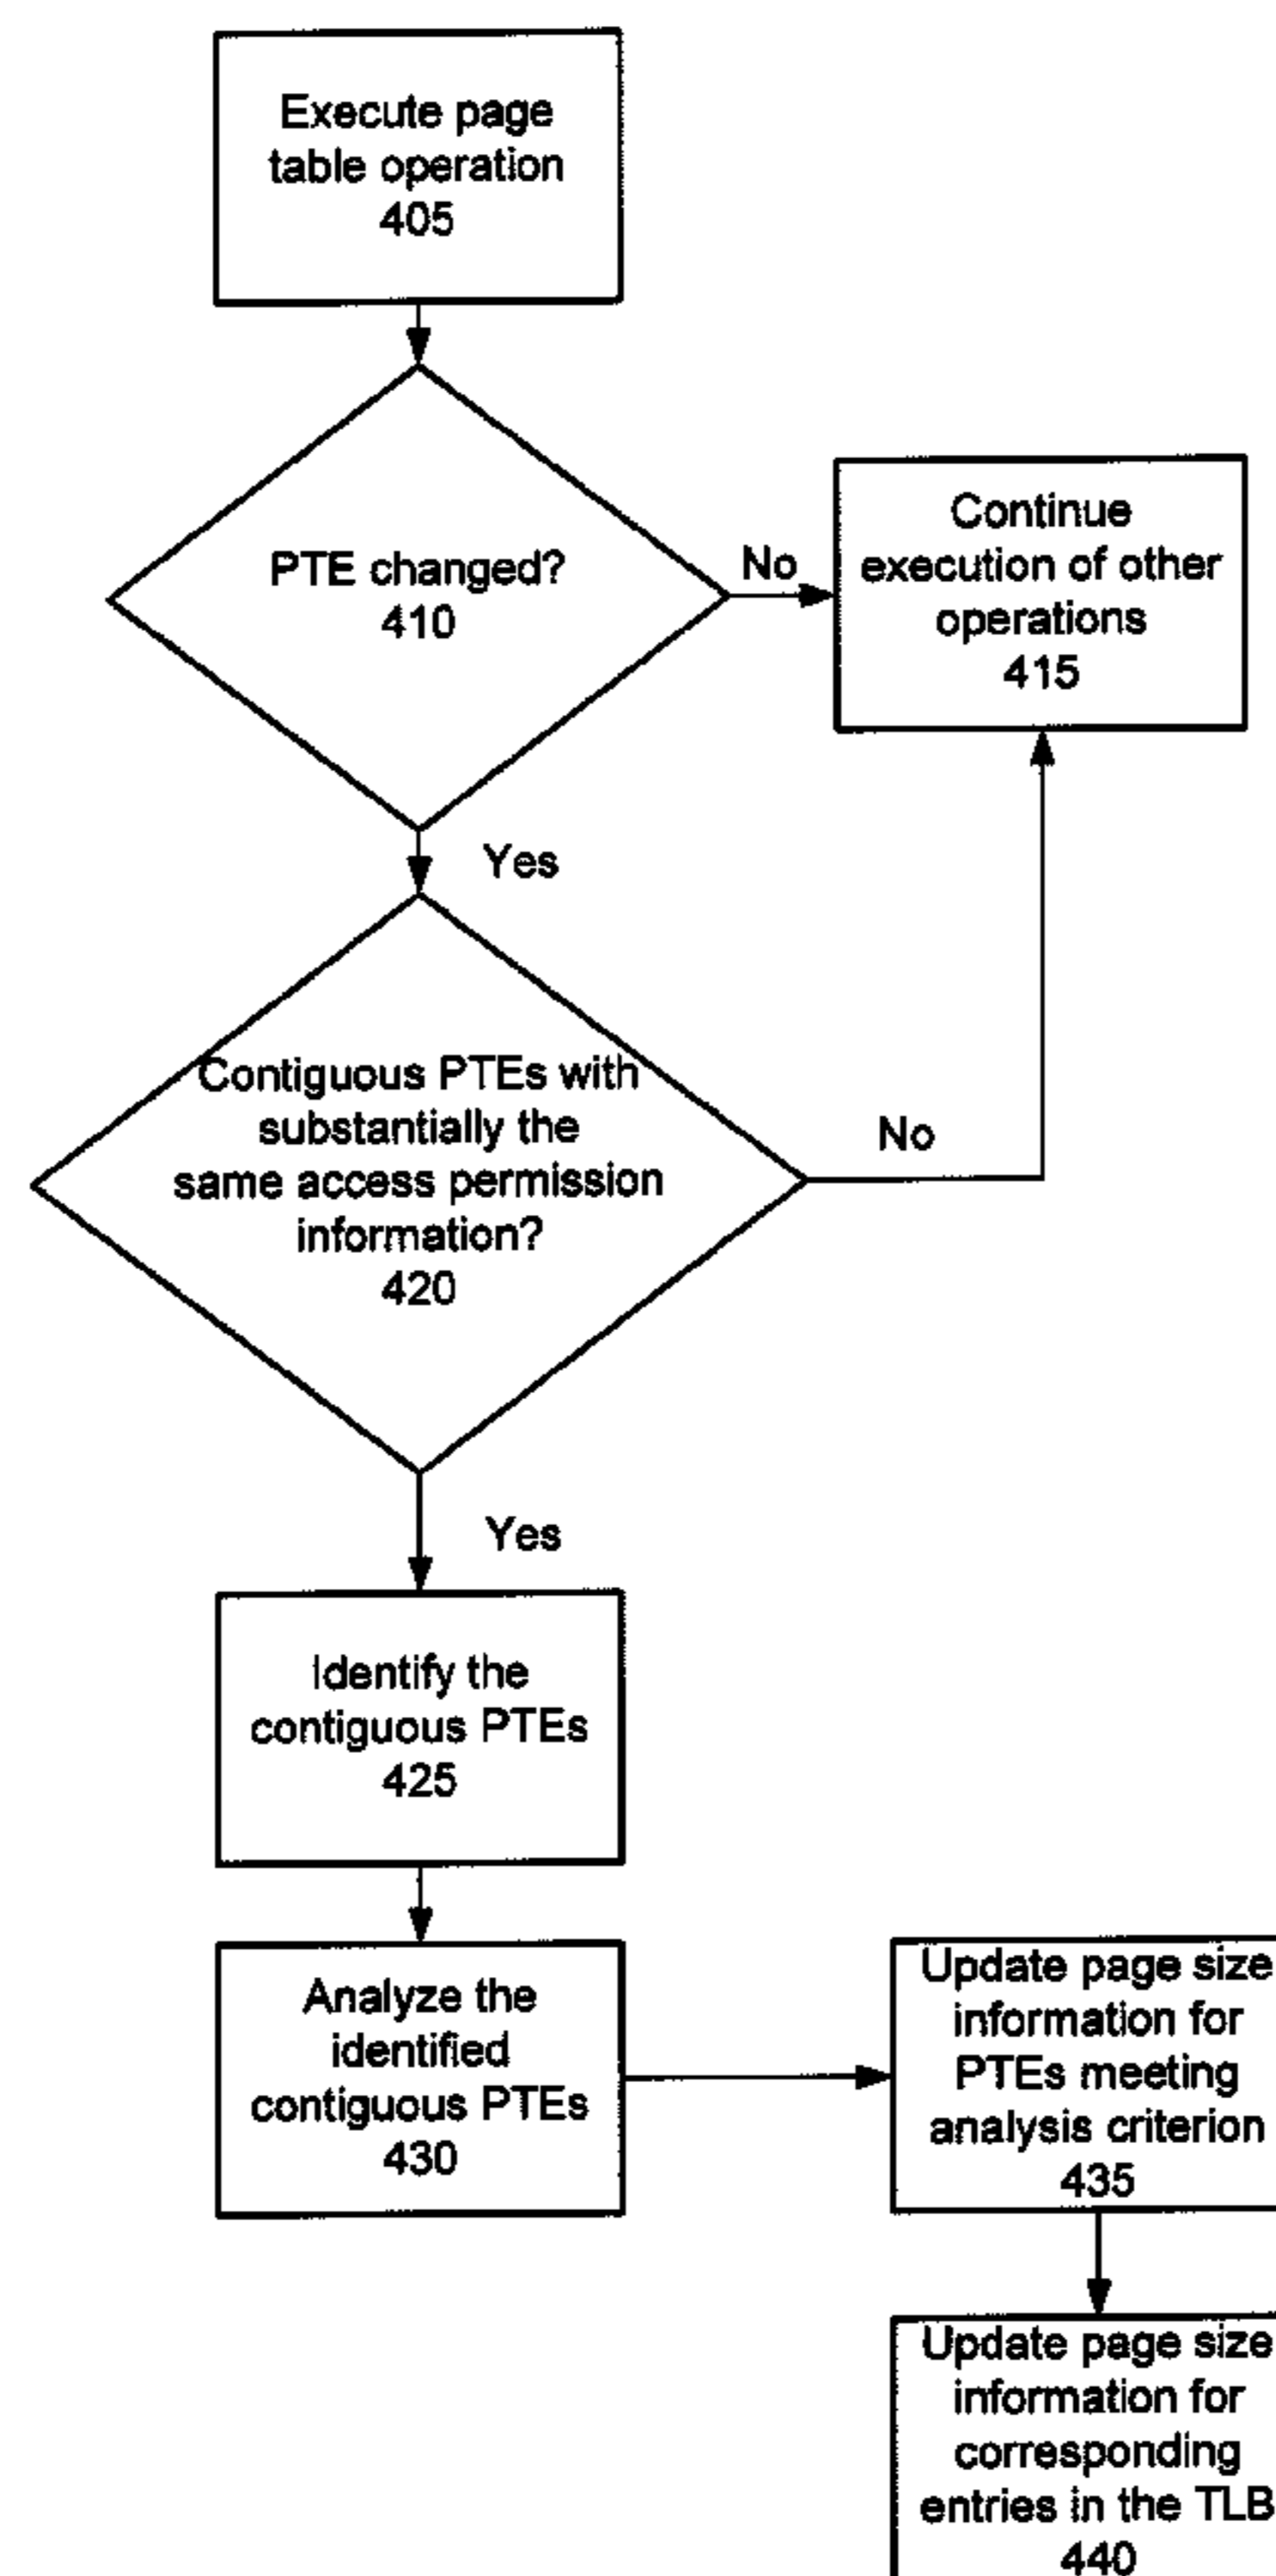 Execute page
table operation
405
PTE changed?
410
No
Continue
execution of other
operations
415
Yes
Contiguous PTEs with
substantially the
same access permission
information?
420
No
Yes
Identify the
contiguous PTEs
425
Analyze the
identified
contiguous PTEs
430
Update page size
information for
PTEs meeting
analysis criterion
435
Update page size
information for
corresponding
entries in the TLB
440